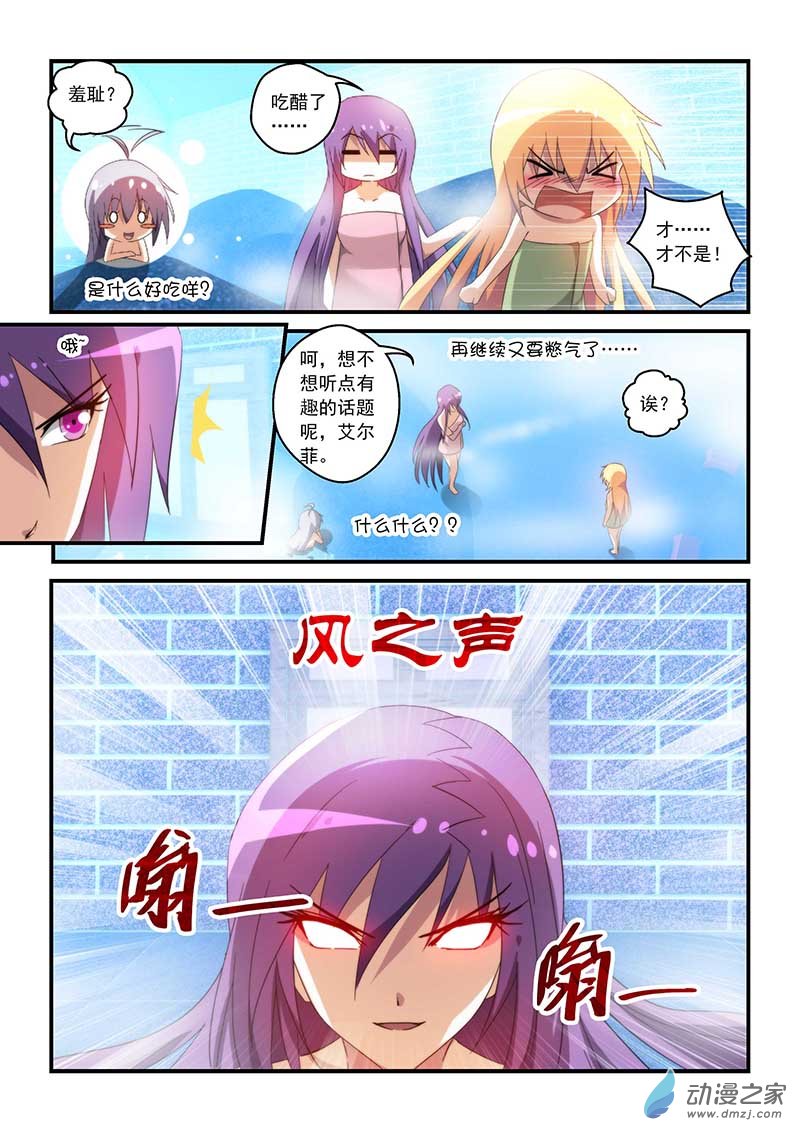 羞耻？
吃醋了
……
才……
才不是！
是什么好吃咩？
哦~
呵，想不
想听点有
趣的话题
呢，艾尔
菲。
再继续又要憋气了……
诶？
什么什么？？
风之声
嗡一
嗡一
动漫之家
www.dmzj.com